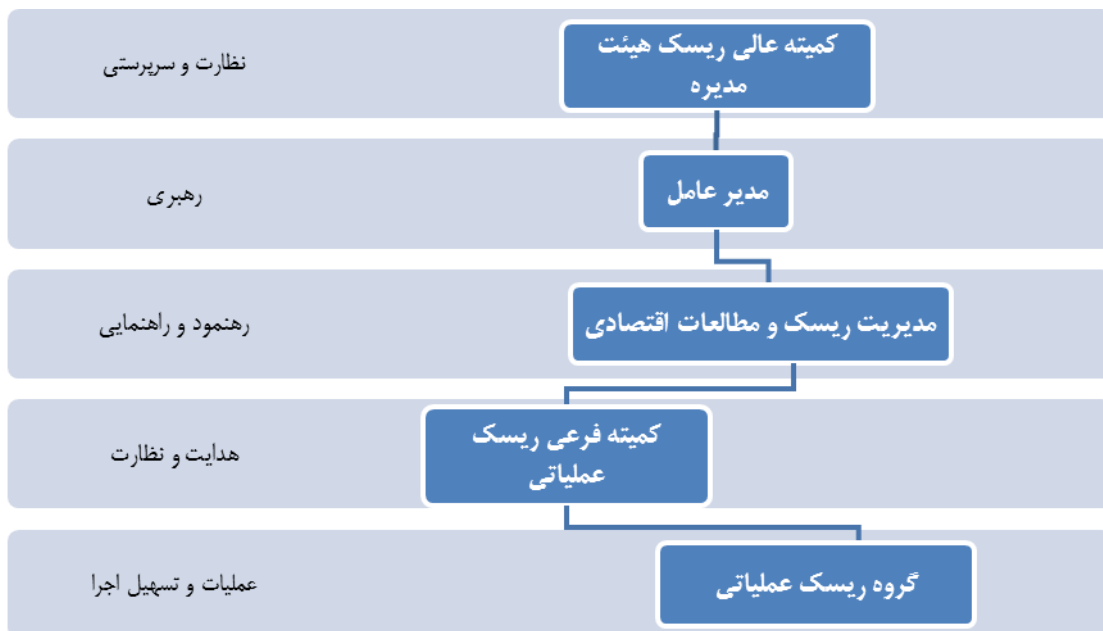 کمیته عالی ریسک هیئت
مدیره
نظارت و سرپرستی
مدیر عامل
رهبری
مدیریت ریسک و مطالعات اقتصادی
رهنمود و راهنمایی
کمیته فرعی ریسک
عملیاتی
هدایت و نظارت
گروه ریسک عملیاتی
عملیات و تسهیل اجرا